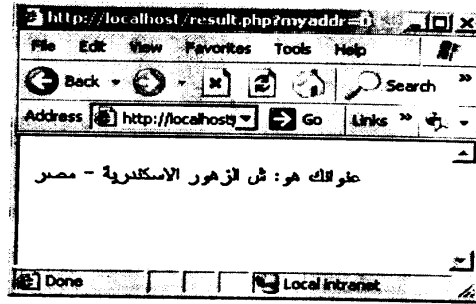 http://localhost/result.php?myaddr=
File Edit View Favorites Tools Help
Back Search »
Address http://localhost/ Go Links »
عنوانك هو: ش الزهور الاسكندرية - مصر
Done Local intranet